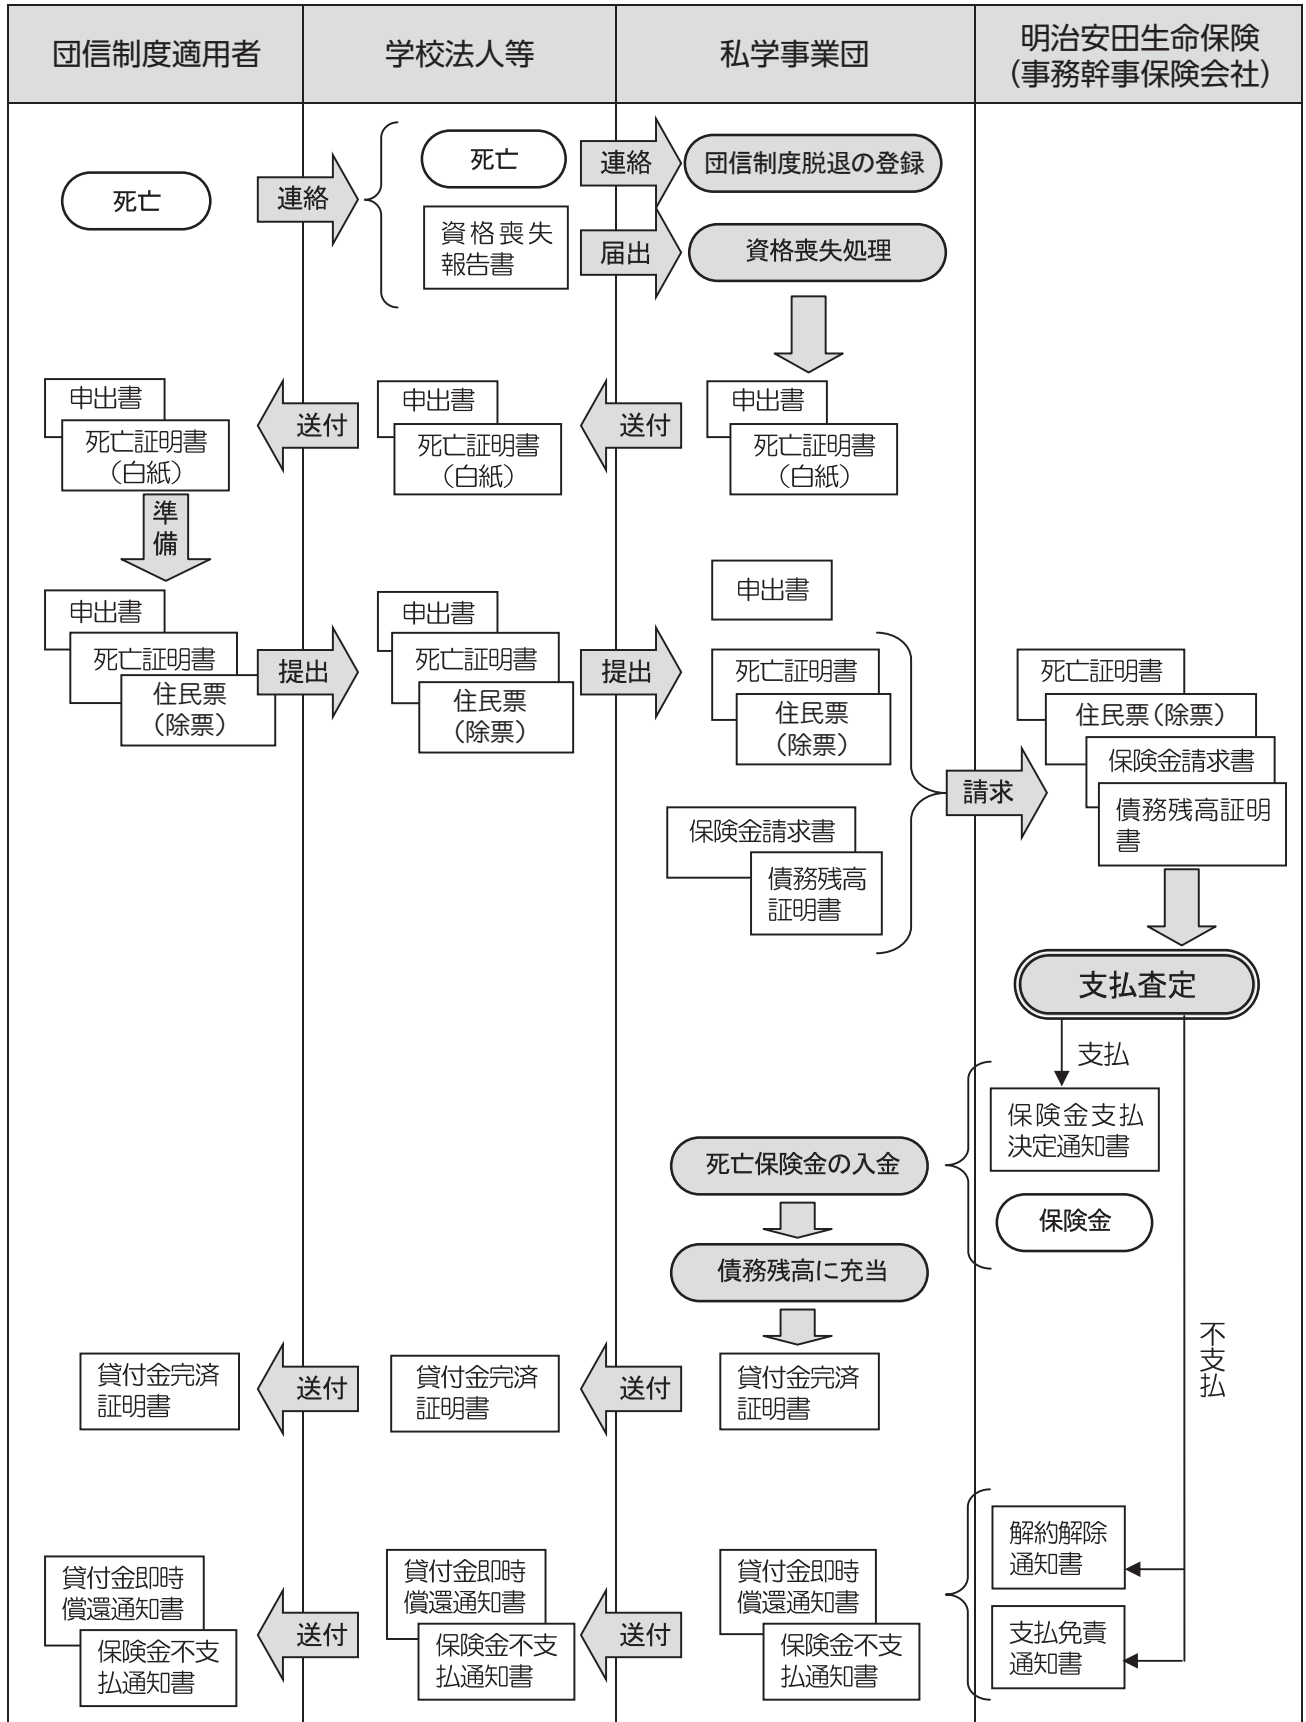 団信制度適用者
学校法人等
私学事業団
明治安田生命保険
（事務幹事保険会社）
死亡
連絡
死亡
資格喪失
報告書
連絡
届出
団信制度脱退の登録
資格喪失処理
申出書
死亡証明書
（白紙）
送付
申出書
死亡証明書
（白紙）
送付
申出書
死亡証明書
（白紙）
準
備
申出書
死亡証明書
住民票
（除票）
提出
申出書
死亡証明書
住民票
（除票）
提出
申出書
死亡証明書
住民票
（除票）
保険金請求書
債務残高
証明書
請求
死亡証明書
住民票（除票）
保険金請求書
債務残高証明
書
支払査定
支払
保険金支払
決定通知書
保険金
死亡保険金の入金
債務残高に充当
不
支
払
貸付金完済
証明書
送付
貸付金完済
証明書
送付
貸付金完済
証明書
解約解除
通知書
支払免責
通知書
貸付金即時
償還通知書
保険金不支
払通知書
送付
貸付金即時
償還通知書
保険金不支
払通知書
送付
貸付金即時
償還通知書
保険金不支
払通知書